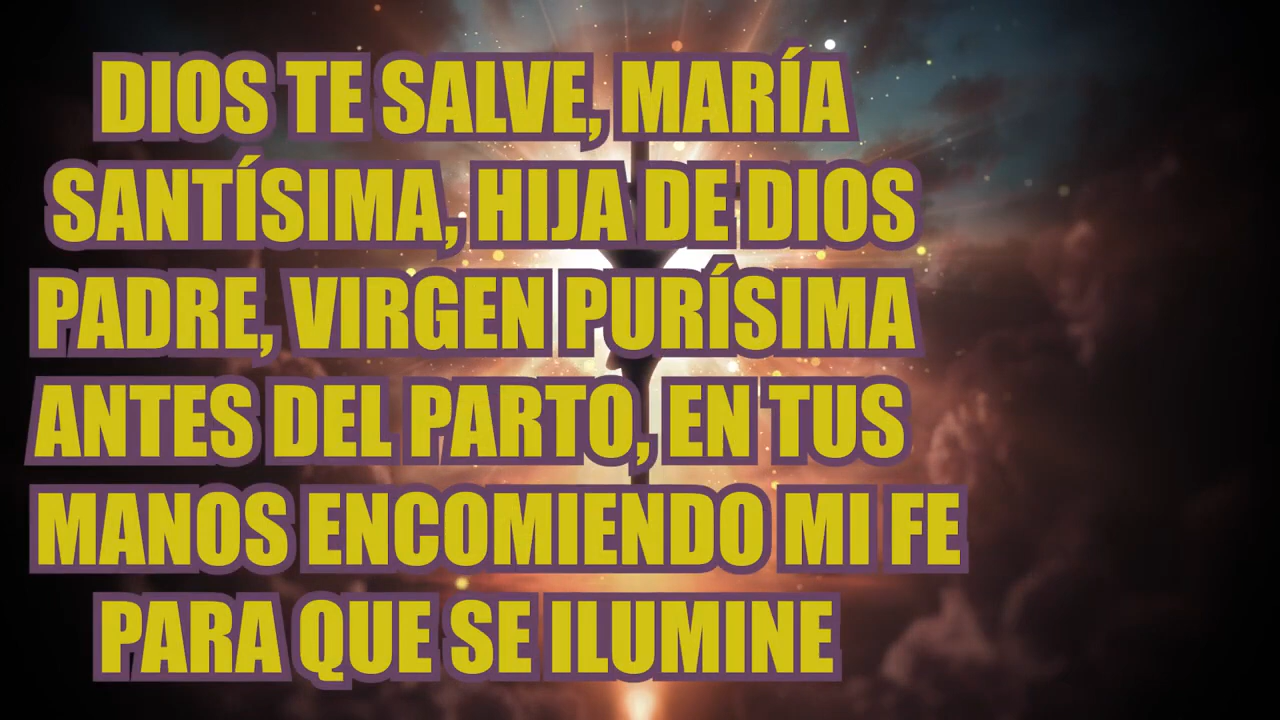 DIOS TE SALVE, MARÍA
SANTÍSIMA, HIJA DE DIOS
PADRE, VIRGEN PURÍSIMA
ANTES DEL PARTO, EN TUS
MANOS ENCOMIENDO MI FE
PARA QUE SE ILUMINE